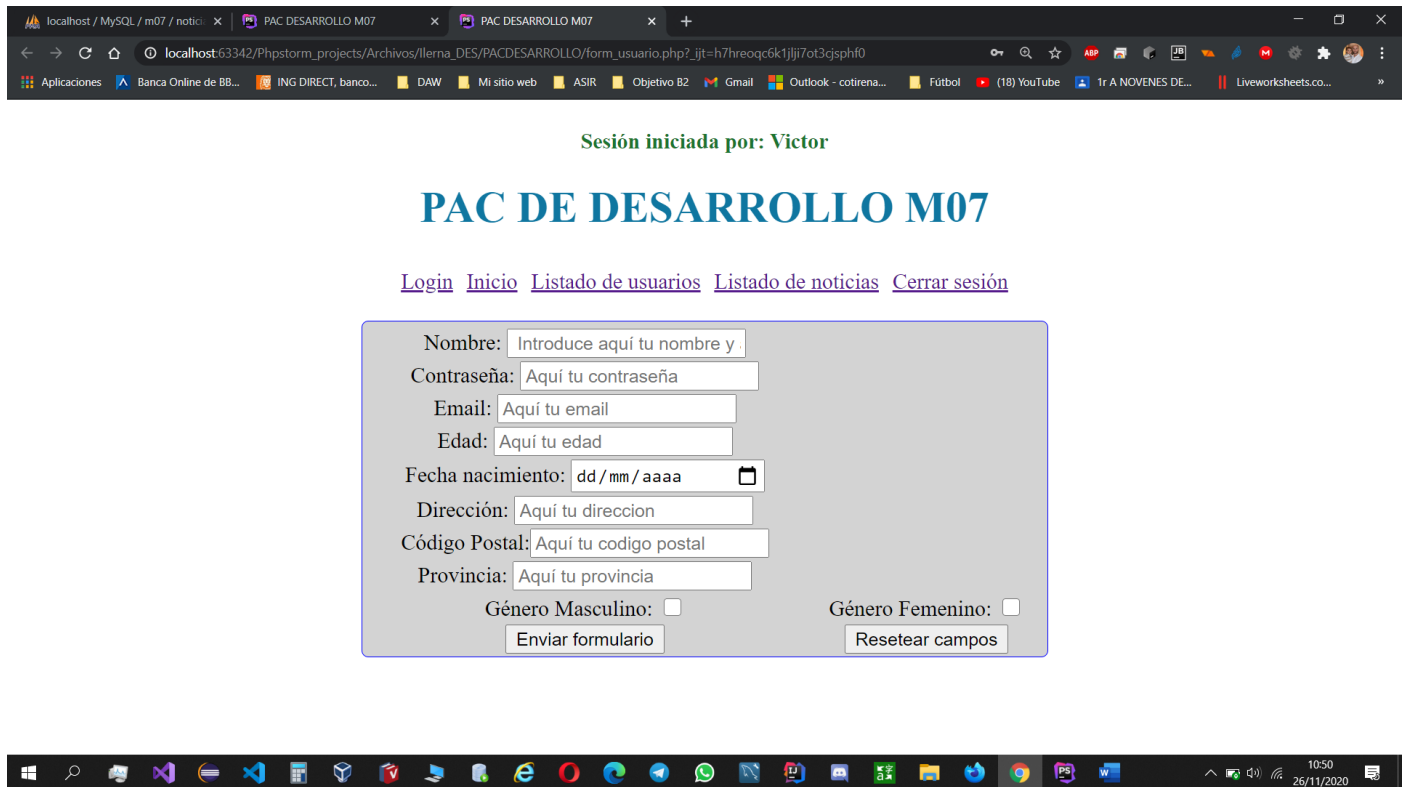 localhost / MySQL / m07 / notici
PAC DESARROLLO M07
PAC DESARROLLO M07
localhost:63342/Phpstorm_projects/Archivos/Ilerna_DES/PACDESARROLLO/form_usuario.php?_ijt=h7hreoqc6k1jlji7ot3cjsphf0
ABP
JB
M
Aplicaciones
Banca Online de BB...
ING DIRECT, banco...
DAW
Mi sitio web
ASIR
Objetivo B2
Gmail
Outlook - cotirena...
Fútbol
(18) YouTube
1r A NOVENES DE...
Liveworksheets.co...
»
Sesión iniciada por: Victor
PAC DE DESARROLLO M07
Login Inicio Listado de usuarios Listado de noticias Cerrar sesión
Nombre: Introduce aquí tu nombre y
Contraseña: Aquí tu contraseña
Email: Aquí tu email
Edad: Aquí tu edad
Fecha nacimiento: dd/mm/aaaa
Dirección: Aquí tu direccion
Código Postal: Aquí tu codigo postal
Provincia: Aquí tu provincia
Género Masculino: Género Femenino:
Enviar formulario Resetear campos
10:50
26/11/2020